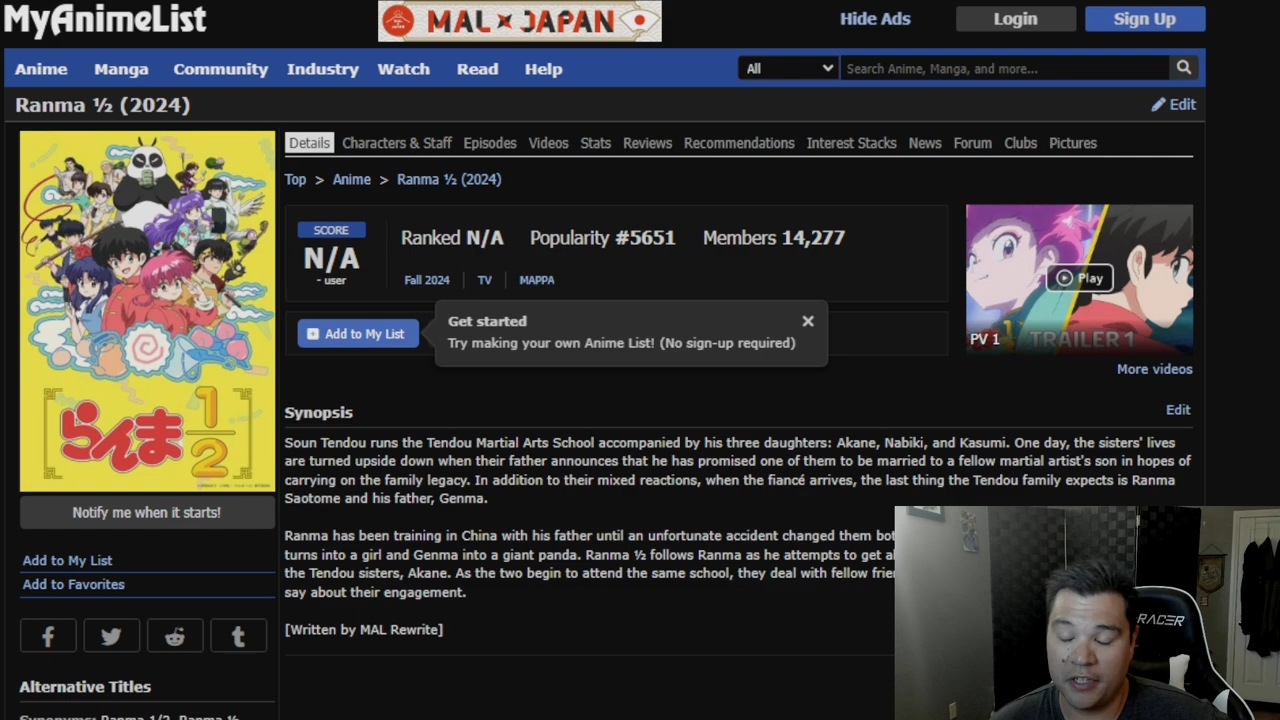 MyAnimeList
MAL × JAPAN
Hide Ads
Login
Sign Up
Anime
Manga
Community
Industry
Watch
Read
Help
All
Search Anime, Manga, and more...
Ranma ½ (2024)
Edit
Details
Characters & Staff
Episodes
Videos
Stats
Reviews
Recommendations
Interest Stacks
News
Forum
Clubs
Pictures
Top > Anime > Ranma ½ (2024)
SCORE
N/A
- user
Ranked N/A
Popularity #5651
Members 14,277
Fall 2024
TV
MAPPA
Add to My List
Get started
Try making your own Anime List! (No sign-up required)
Play
PV 1
TRAILER 1
More videos
らんま
1
2
Synopsis
Edit
Soun Tendou runs the Tendou Martial Arts School accompanied by his three daughters: Akane, Nabiki, and Kasumi. One day, the sisters' lives
are turned upside down when their father announces that he has promised one of them to be married to a fellow martial artist's son in hopes of
carrying on the family legacy. In addition to their mixed reactions, when the fiancé arrives, the last thing the Tendou family expects is Ranma
Saotome and his father, Genma.
Ranma has been training in China with his father until an unfortunate accident changed them bot
turns into a girl and Genma into a giant panda. Ranma ½ follows Ranma as he attempts to get al
the Tendou sisters, Akane. As the two begin to attend the same school, they deal with fellow frie
say about their engagement.
[Written by MAL Rewrite]
Notify me when it starts!
Add to My List
Add to Favorites
Alternative Titles
Synonyms: Ranma 1/2, Ranma ½
RACER